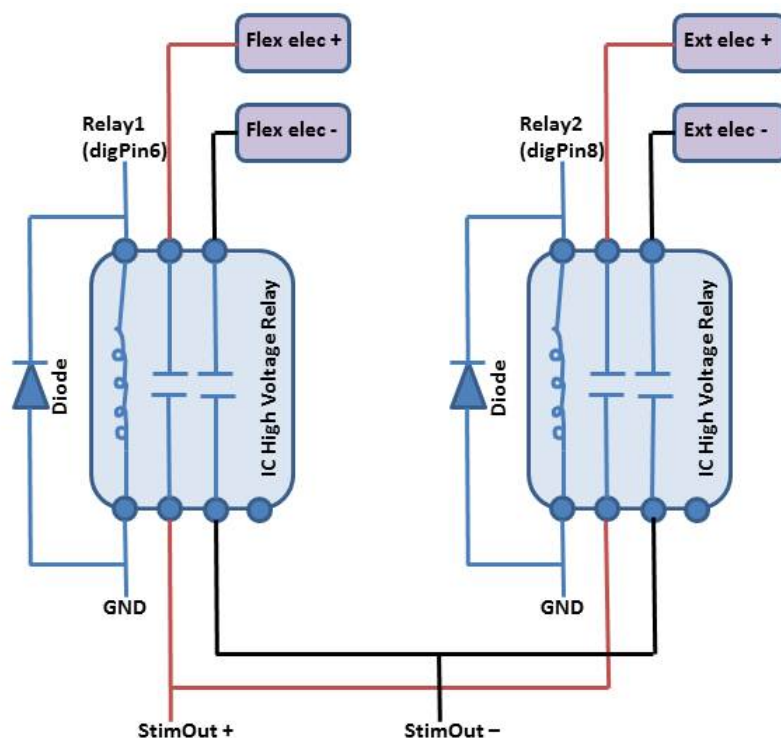 Flex elec +
Flex elec -
Relay1
(digPin6)
Diode
IC High Voltage Relay
GND
StimOut +
Ext elec +
Ext elec -
Relay2
(digPin8)
Diode
IC High Voltage Relay
GND
StimOut –